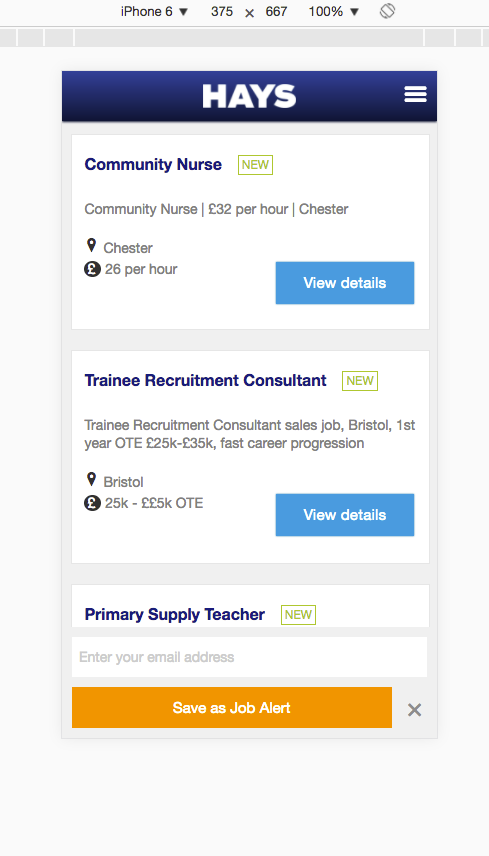 iPhone 6 ▼ 375 × 667 100% ▼
HAYS
Community Nurse NEW
Community Nurse | £32 per hour | Chester
Chester
£ 26 per hour
View details
Trainee Recruitment Consultant NEW
Trainee Recruitment Consultant sales job, Bristol, 1st
year OTE £25k-£35k, fast career progression
Bristol
£ 25k - ££5k OTE
View details
Primary Supply Teacher NEW
Enter your email address
Save as Job Alert ×